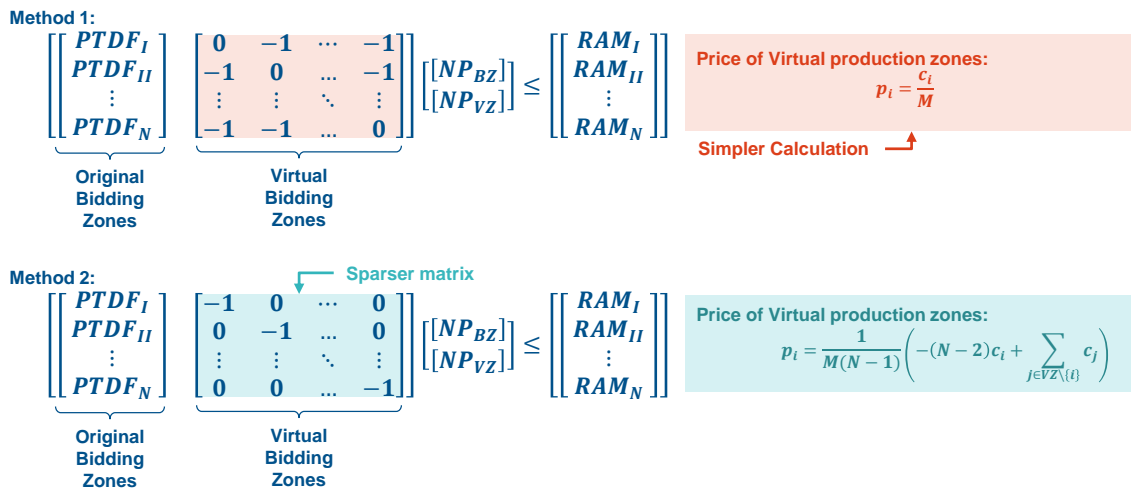 Method 1:
[[PTDF_I PTDF_II ⋮ PTDF_N] [0 −1 ⋯ −1
−1 0 … −1
⋮ ⋮ ⋱ ⋮
−1 −1 … 0]] [[NP_BZ] [NP_VZ]] ≤ [[RAM_I RAM_II ⋮ RAM_N]]
Price of Virtual production zones:
p_i = c_i / M
Simpler Calculation
Original
Bidding
Zones
Virtual
Bidding
Zones
Method 2:
Sparser matrix
[[PTDF_I PTDF_II ⋮ PTDF_N] [−1 0 ⋯ 0
0 −1 … 0
⋮ ⋮ ⋱ ⋮
0 0 … −1]] [[NP_BZ] [NP_VZ]] ≤ [[RAM_I RAM_II ⋮ RAM_N]]
Price of Virtual production zones:
p_i = 1 / M(N − 1) (−(N − 2)c_i + ∑_{j∈VZ\{i}} c_j)
Original
Bidding
Zones
Virtual
Bidding
Zones